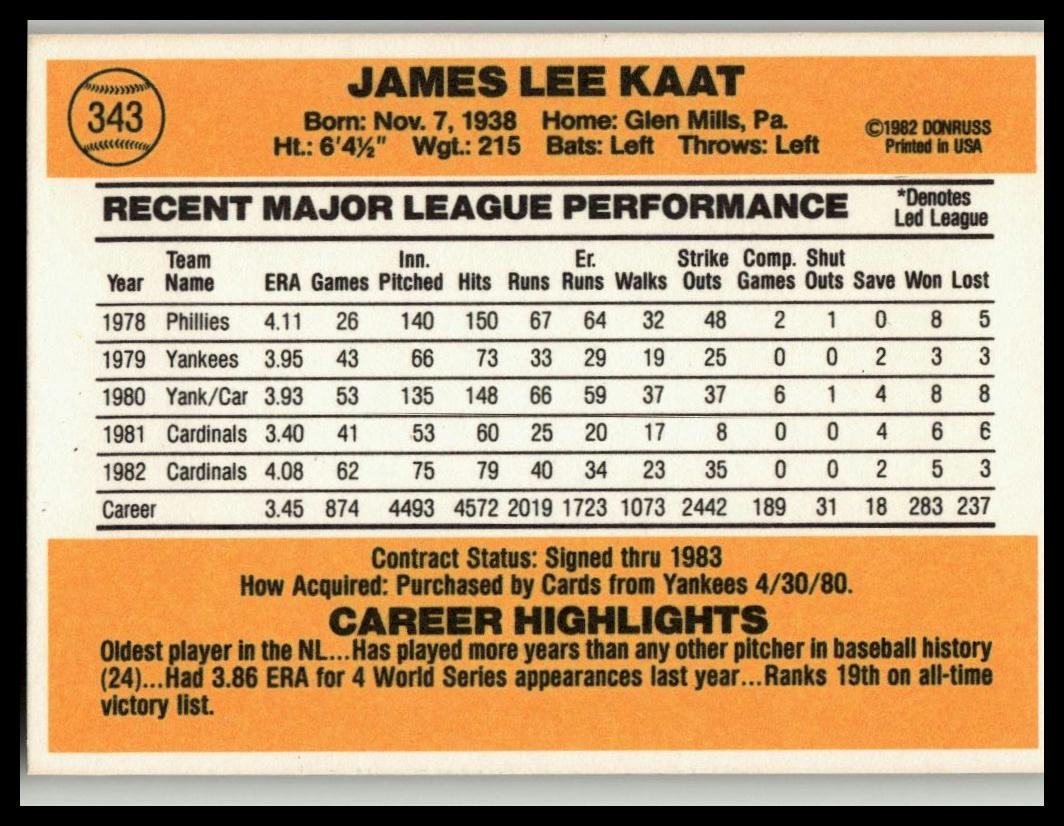 343
JAMES LEE KAAT
Born: Nov. 7, 1938 Home: Glen Mills, Pa.
Ht.: 6'4½" Wgt.: 215 Bats: Left Throws: Left
©1982 DONRUSS
Printed in USA
RECENT MAJOR LEAGUE PERFORMANCE
*Denotes
Led League
Year Team Name ERA Games Inn. Pitched Hits Runs Er. Runs Walks Strike Outs Comp. Games Shut Outs Save Won Lost
1978 Phillies 4.11 26 140 150 67 64 32 48 2 1 0 8 5
1979 Yankees 3.95 43 66 73 33 29 19 25 0 0 2 3 3
1980 Yank/Car 3.93 53 135 148 66 59 37 37 6 1 4 8 8
1981 Cardinals 3.40 41 53 60 25 20 17 8 0 0 4 6 6
1982 Cardinals 4.08 62 75 79 40 34 23 35 0 0 2 5 3
Career 3.45 874 4493 4572 2019 1723 1073 2442 189 31 18 283 237
Contract Status: Signed thru 1983
How Acquired: Purchased by Cards from Yankees 4/30/80.
CAREER HIGHLIGHTS
Oldest player in the NL...Has played more years than any other pitcher in baseball history
(24)...Had 3.86 ERA for 4 World Series appearances last year...Ranks 19th on all-time
victory list.